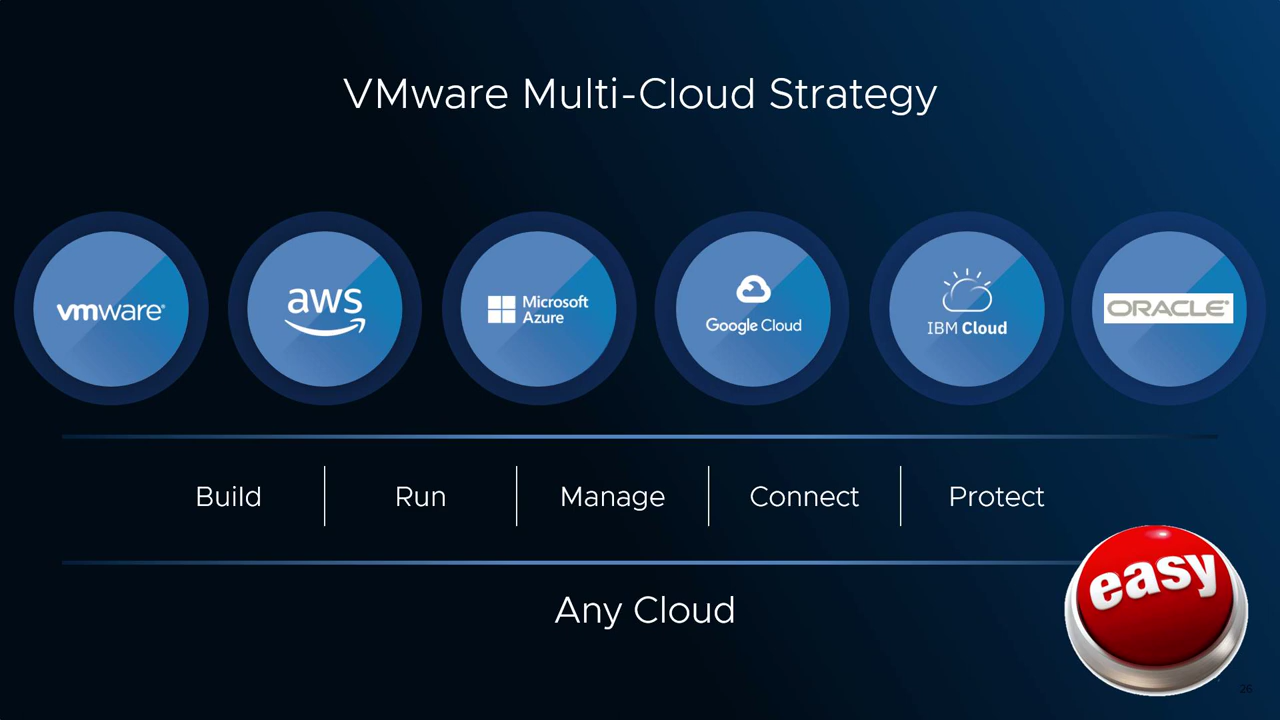 VMware Multi-Cloud Strategy
vmware®
aws
Microsoft
Azure
Google Cloud
IBM Cloud
ORACLE®
Build
Run
Manage
Connect
Protect
easy
Any Cloud
26